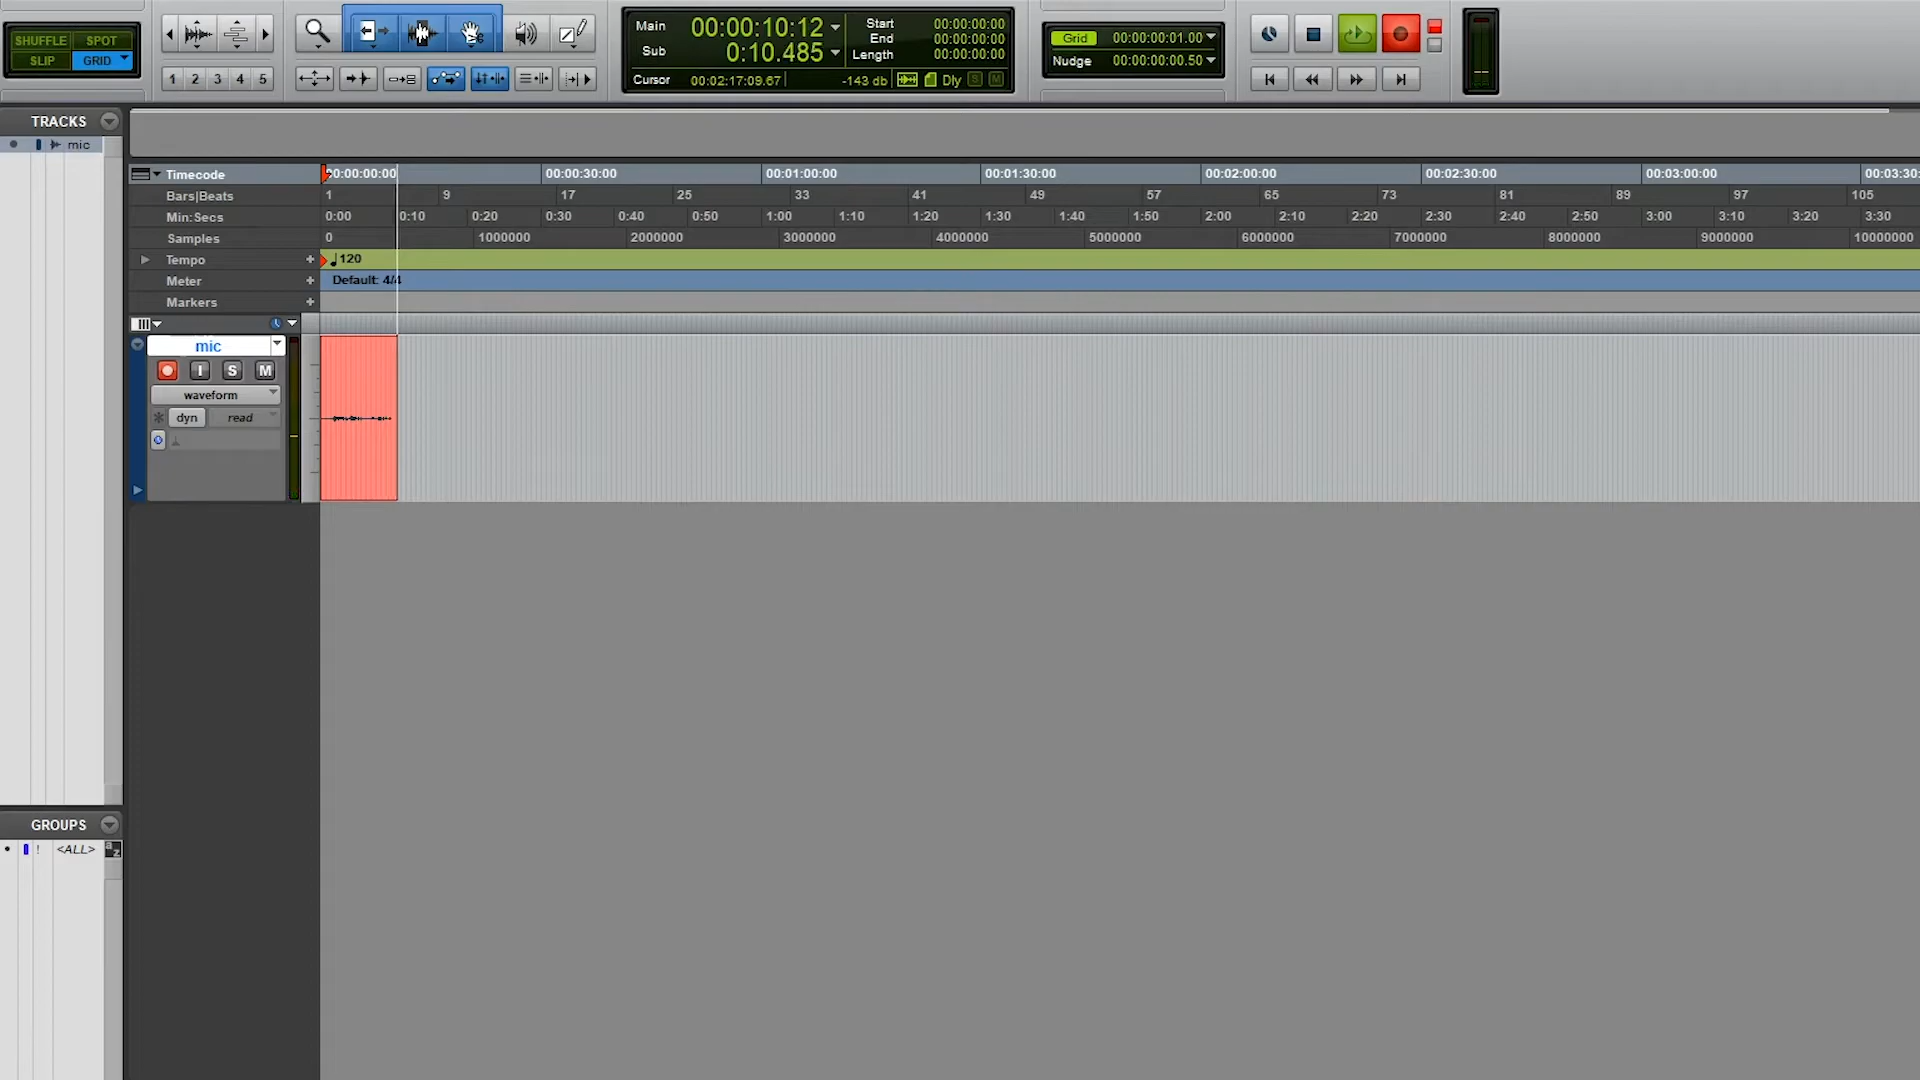 SHUFFLE SPOT
SLIP GRID
1 2 3 4 5
Main 00:00:10:12
Sub 0:10.485
Start 00:00:00:00
End 00:00:00:00
Length 00:00:00:00
Cursor 00:02:17:09.67 -143 db Dly S M
Grid 00:00:00:01.00
Nudge 00:00:00:00.50
TRACKS
mic
Timecode 00:00:00:00 00:00:30:00 00:01:00:00 00:01:30:00 00:02:00:00 00:02:30:00 00:03:00:00 00:03:30:
Bars|Beats 1 9 17 25 33 41 49 57 65 73 81 89 97 105
Min:Secs 0:00 0:10 0:20 0:30 0:40 0:50 1:00 1:10 1:20 1:30 1:40 1:50 2:00 2:10 2:20 2:30 2:40 2:50 3:00 3:10 3:20 3:30
Samples 0 1000000 2000000 3000000 4000000 5000000 6000000 7000000 8000000 9000000 10000000
Tempo + 120
Meter + Default: 4/4
Markers +
mic
I S M
waveform
dyn read
GROUPS
! <ALL> a z